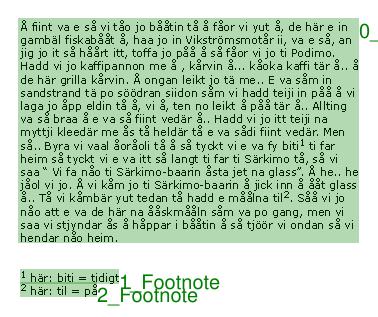 Å fiint va e så vi tåo jo bååtin tå å fåor vi yut å, de här e in
gambäl fiskabååt å, haa jo in Vikströmsmotår ii, va e så, an
jig jo it så håårt itt, toffa jo påå å så fåor vi jo ti Podimo.
Hadd vi jo kaffipannon me å , kårvin å... kåoka kaffi tär å.. å
de här grilla kårvin. Å ongan leikt jo tä me.. E va såm in
sandstrand tä po söödran siidon såm vi hadd teiji in påå å vi
laga jo åpp eldin tå å, vi å, ten no leikt å påå tär å.. Allting
va så braa å e va så fiint vedär å.. Hadd vi jo itt teiji na
myttji kleedär me ås tå heldär tå e va sådi fiint vedär. Men
så.. Byra vi vaal åoråoli tå å så tyckt vi e va fy biti¹ ti far
heim så tyckt vi e va itt så langt ti far ti Särkimo tå, så vi
saa “ Vi fa não ti Särkimo-baarin åsta jet na glass”. Å he.. he
jåol vi jo. Å vi kåm jo ti Särkimo-baarin å jick inn å ååt glass
å.. Tå vi kåmbär yut tedan tå hadd e måålna til². Såå vi jo
não att e va de här na ååskmååln såm va po gang, men vi
saa vi stjyndar ås å håppar i bååtin å så tjöör vi ondan så vi
hendar não heim.
¹ här: biti = tidigt
² här: til = på
0_
1_Footnote
2_Footnote